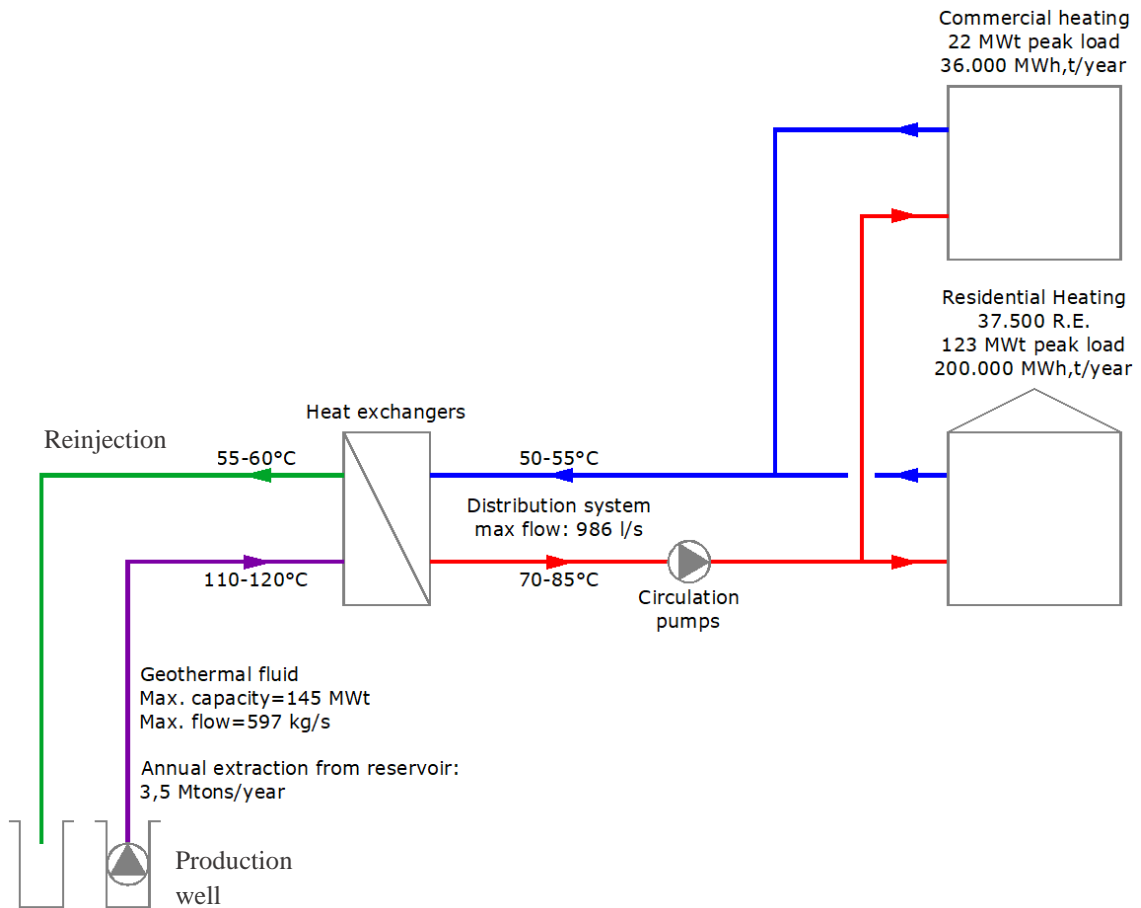 Commercial heating
22 MWt peak load
36.000 MWh,t/year
Residential Heating
37.500 R.E.
123 MWt peak load
200.000 MWh,t/year
Heat exchangers
Reinjection
55-60°C
50-55°C
Distribution system
max flow: 986 l/s
110-120°C
70-85°C
Circulation
pumps
Geothermal fluid
Max. capacity=145 MWt
Max. flow=597 kg/s
Annual extraction from reservoir:
3,5 Mtons/year
Production
well